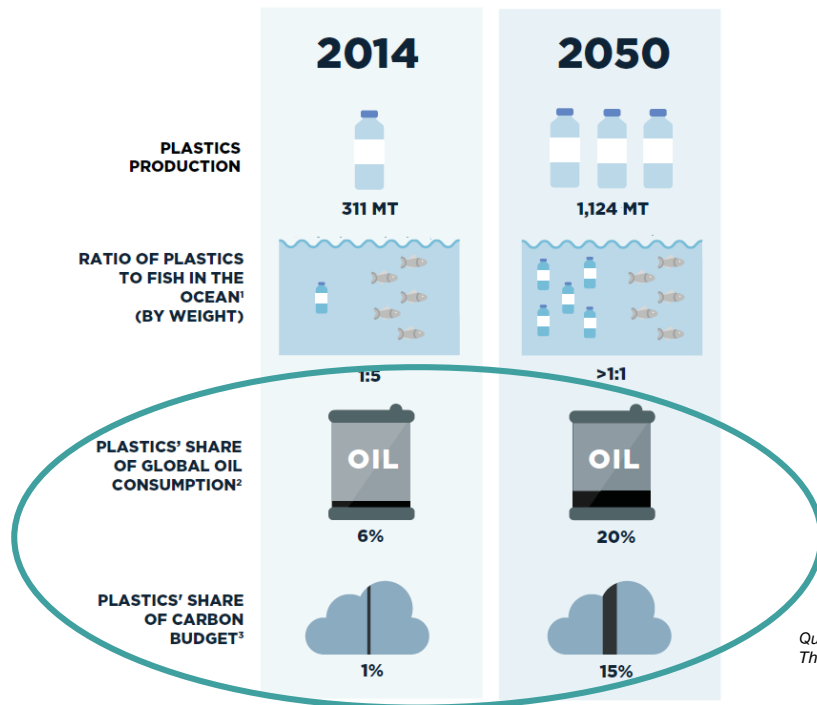 2014
2050
PLASTICS
PRODUCTION
311 MT
1,124 MT
RATIO OF PLASTICS
TO FISH IN THE
OCEAN¹
(BY WEIGHT)
1:5
>1:1
PLASTICS' SHARE
OF GLOBAL OIL
CONSUMPTION²
OIL
OIL
6%
20%
PLASTICS' SHARE
OF CARBON
BUDGET³
1%
15%